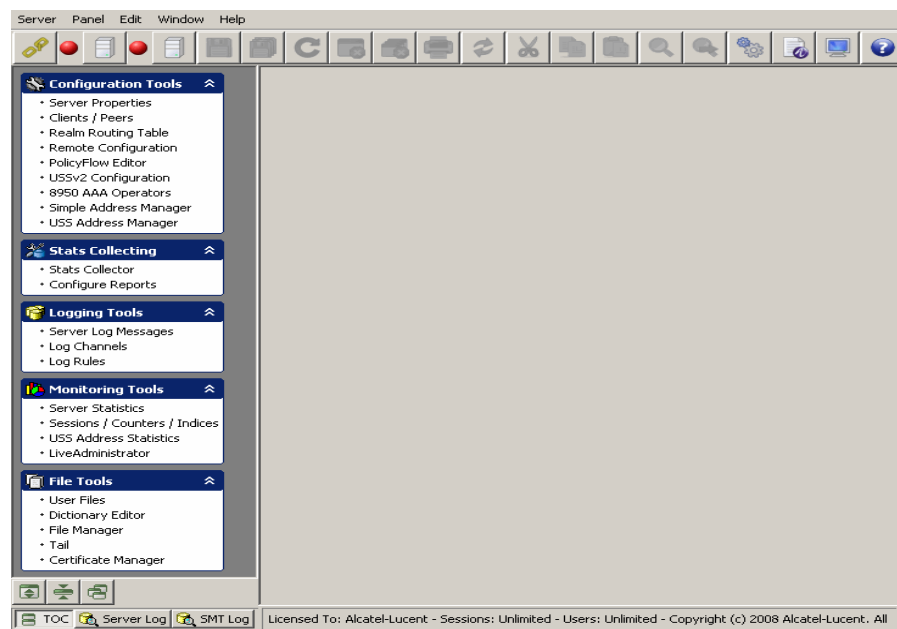 Server Panel Edit Window Help
Configuration Tools
Server Properties
Clients / Peers
Realm Routing Table
Remote Configuration
PolicyFlow Editor
USSv2 Configuration
8950 AAA Operators
Simple Address Manager
USS Address Manager
Stats Collecting
Stats Collector
Configure Reports
Logging Tools
Server Log Messages
Log Channels
Log Rules
Monitoring Tools
Server Statistics
Sessions / Counters / Indices
USS Address Statistics
LiveAdministrator
File Tools
User Files
Dictionary Editor
File Manager
Tail
Certificate Manager
TOC Server Log SMT Log Licensed To: Alcatel-Lucent - Sessions: Unlimited - Users: Unlimited - Copyright (c) 2008 Alcatel-Lucent. All